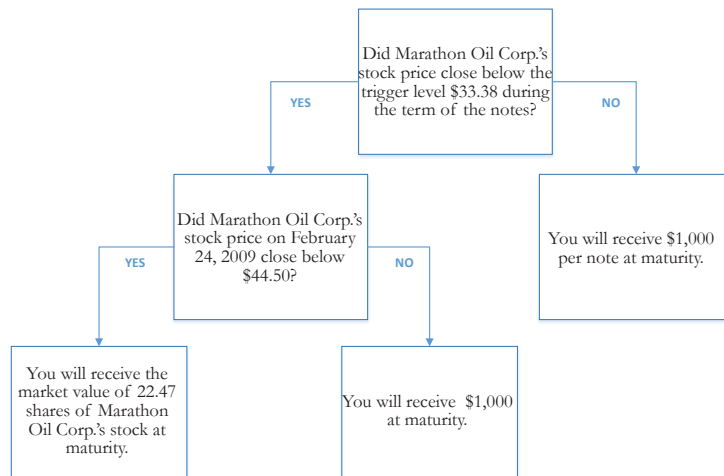 Did Marathon Oil Corp.'s
stock price close below the
trigger level $33.38 during
the term of the notes?
YES
NO
Did Marathon Oil Corp.'s
stock price on February
24, 2009 close below
$44.50?
You will receive $1,000
per note at maturity.
YES
NO
You will receive the
market value of 22.47
shares of Marathon
Oil Corp.'s stock at
maturity.
You will receive $1,000
at maturity.